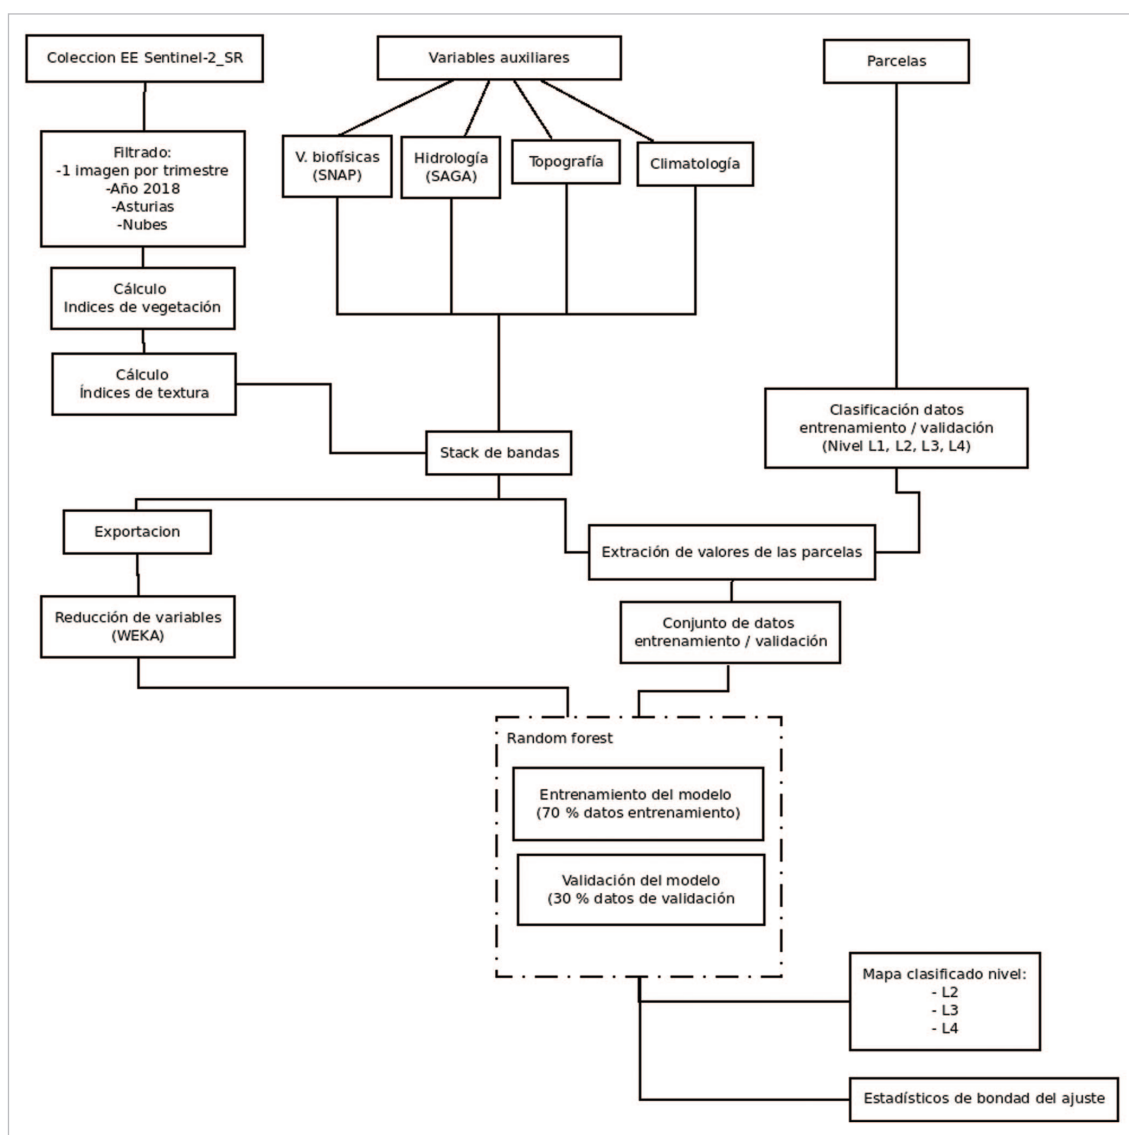 Coleccion EE Sentinel-2_SR
Variables auxiliares
Parcelas
Filtrado:
-1 imagen por trimestre
-Año 2018
-Asturias
-Nubes
V. biofísicas
(SNAP)
Hidrología
(SAGA)
Topografía
Climatología
Cálculo
Indices de vegetación
Cálculo
Índices de textura
Clasificación datos
entrenamiento / validación
(Nivel L1, L2, L3, L4)
Stack de bandas
Exportacion
Extración de valores de las parcelas
Reducción de variables
(WEKA)
Conjunto de datos
entrenamiento / validación
Random forest
Entrenamiento del modelo
(70 % datos entrenamiento)
Validación del modelo
(30 % datos de validación
Mapa clasificado nivel:
- L2
- L3
- L4
Estadísticos de bondad del ajuste